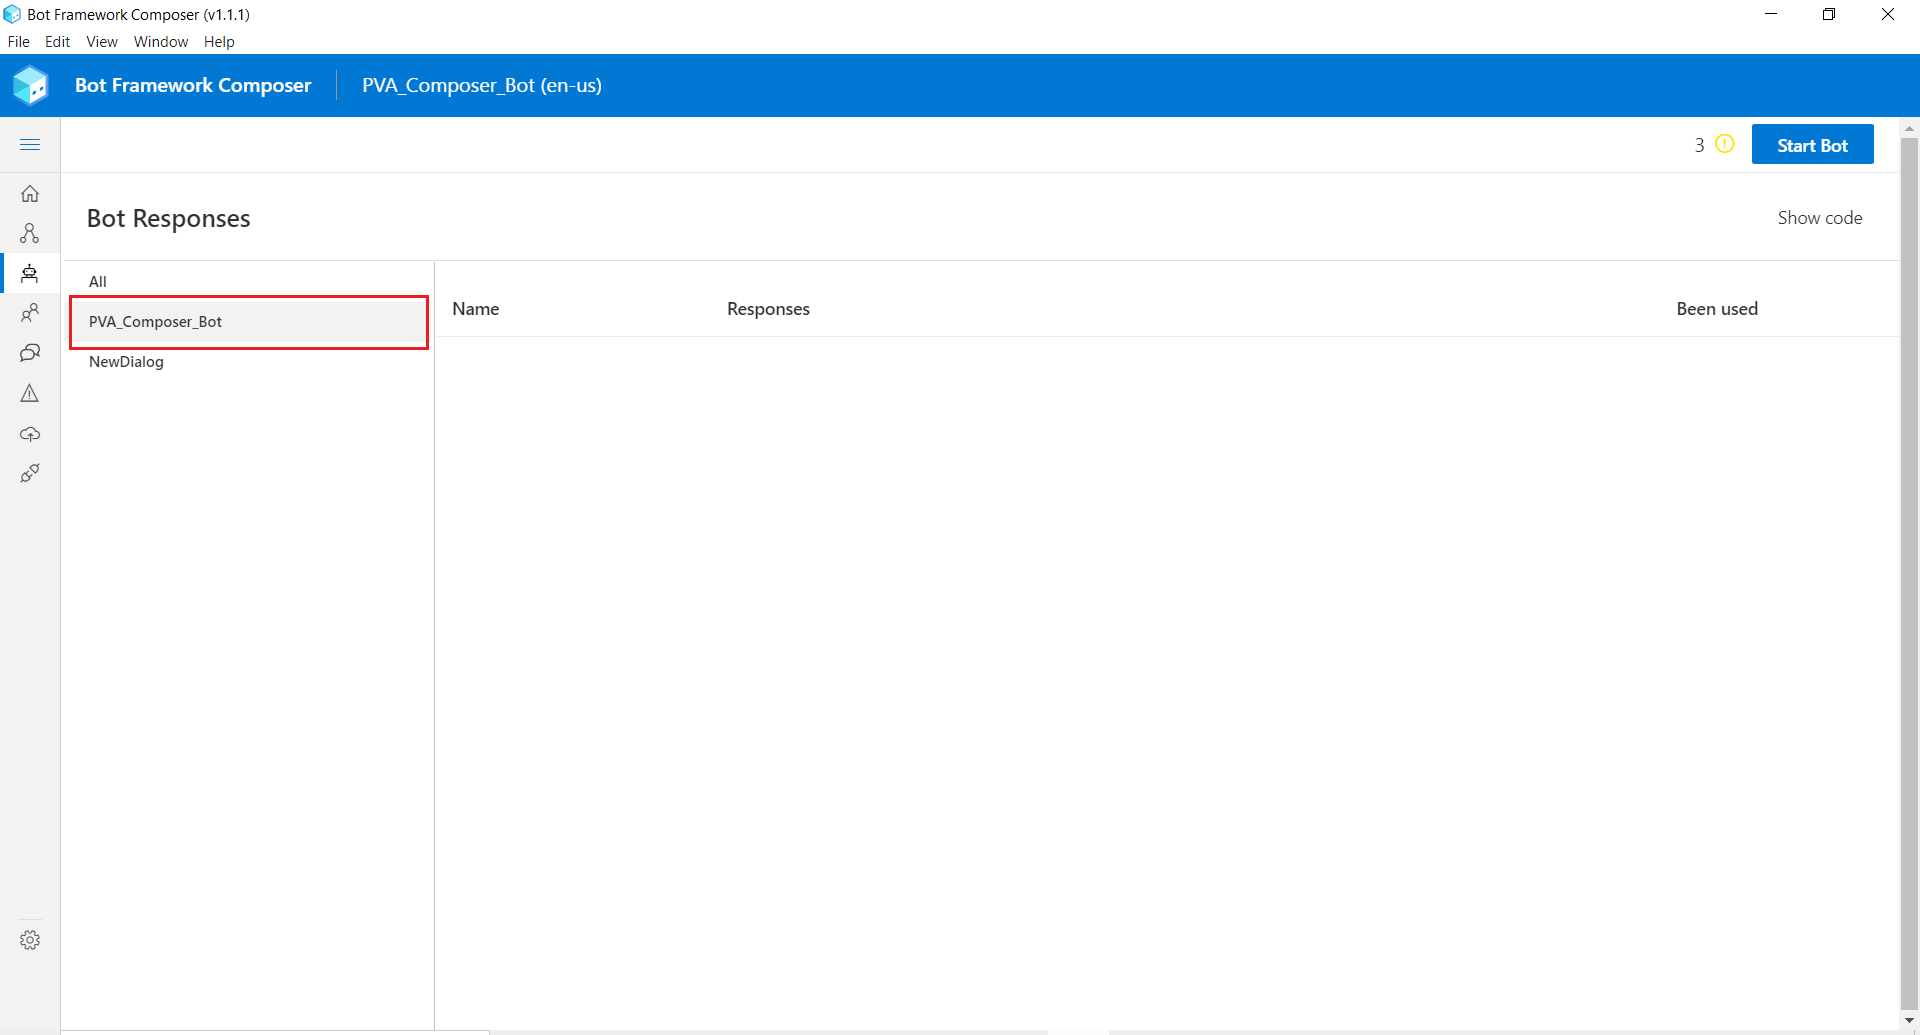 Bot Framework Composer (v1.1.1)
File Edit View Window Help
Bot Framework Composer PVA_Composer_Bot (en-us)
3 Start Bot
Bot Responses Show code
All
PVA_Composer_Bot
NewDialog
Name Responses Been used